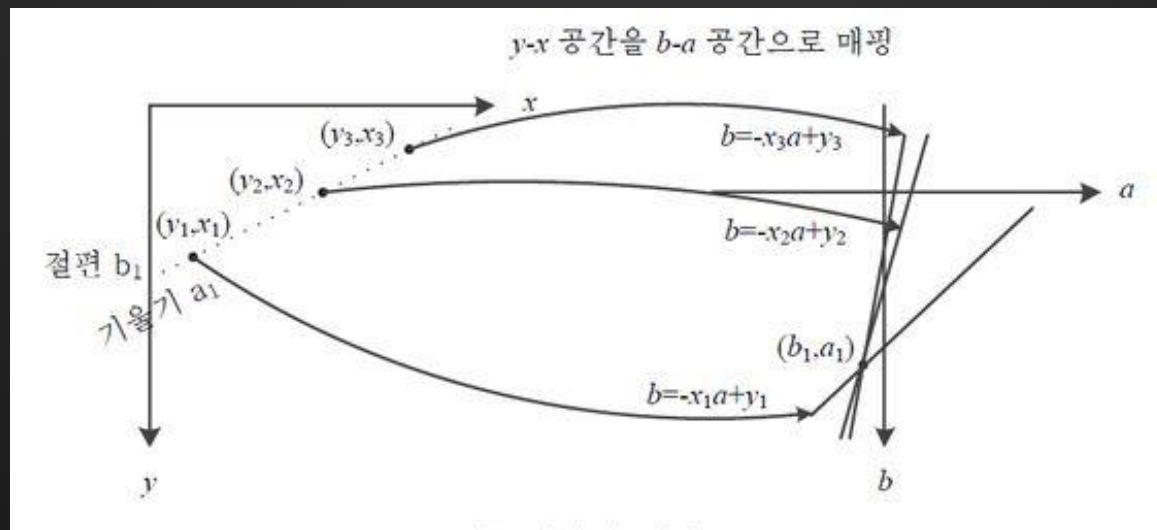 y-x 공간을 b-a 공간으로 매핑
x
(y₃,x₃)
b=-x₃a+y₃
(y₂,x₂)
a
(y₁,x₁)
b=-x₂a+y₂
절편 b₁
기울기 a₁
(b₁,a₁)
b=-x₁a+y₁
y
b